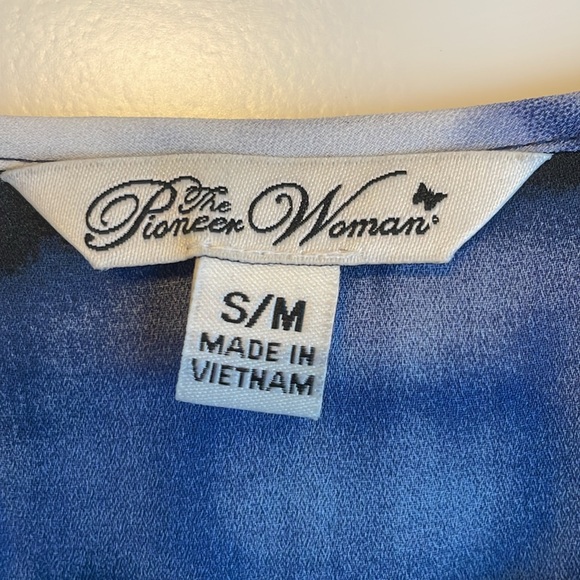 The
Pioneer Woman
S/M
MADE IN
VIETNAM